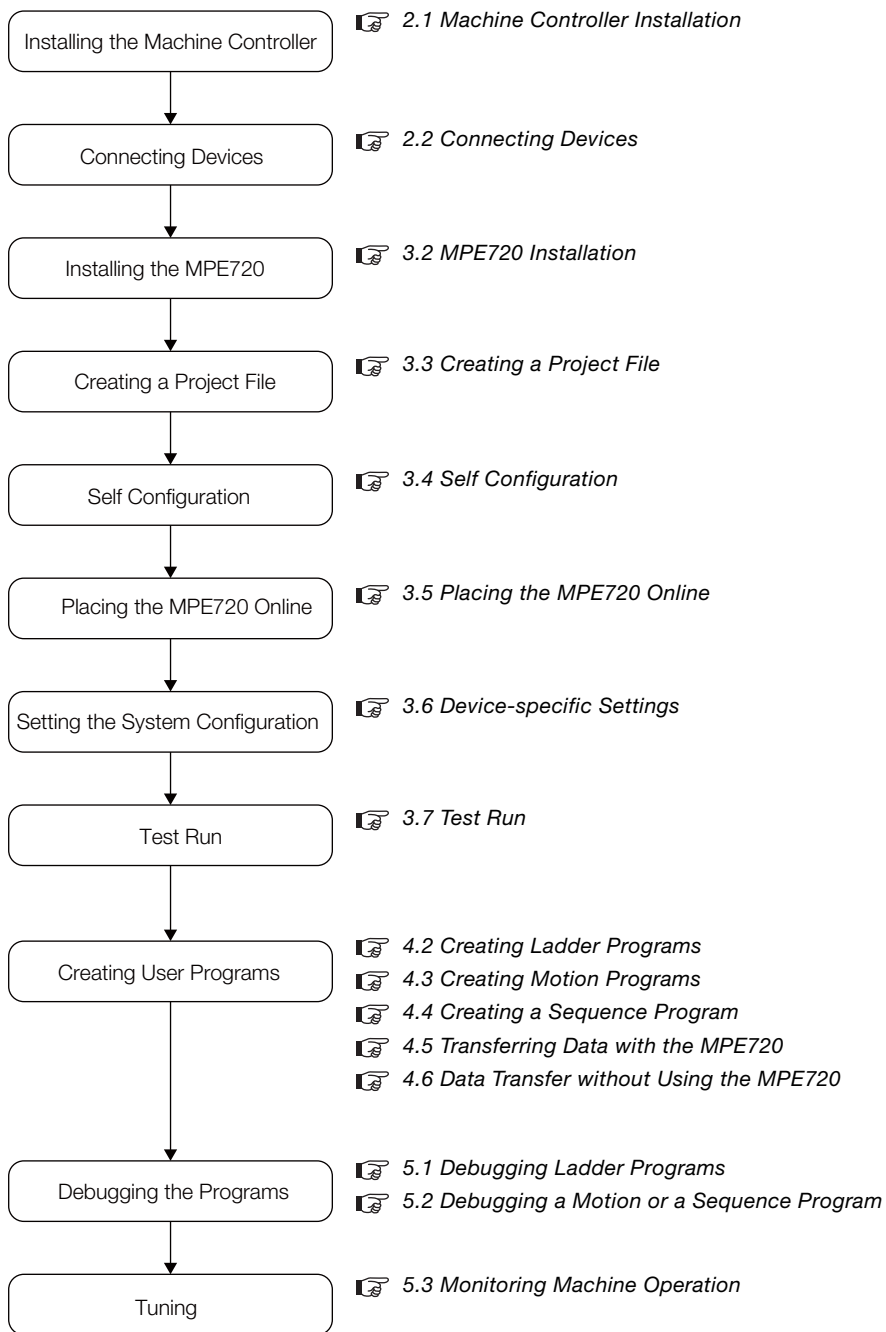 Installing the Machine Controller
2.1 Machine Controller Installation
Connecting Devices
2.2 Connecting Devices
Installing the MPE720
3.2 MPE720 Installation
Creating a Project File
3.3 Creating a Project File
Self Configuration
3.4 Self Configuration
Placing the MPE720 Online
3.5 Placing the MPE720 Online
Setting the System Configuration
3.6 Device-specific Settings
Test Run
3.7 Test Run
Creating User Programs
4.2 Creating Ladder Programs
4.3 Creating Motion Programs
4.4 Creating a Sequence Program
4.5 Transferring Data with the MPE720
4.6 Data Transfer without Using the MPE720
Debugging the Programs
5.1 Debugging Ladder Programs
5.2 Debugging a Motion or a Sequence Program
Tuning
5.3 Monitoring Machine Operation